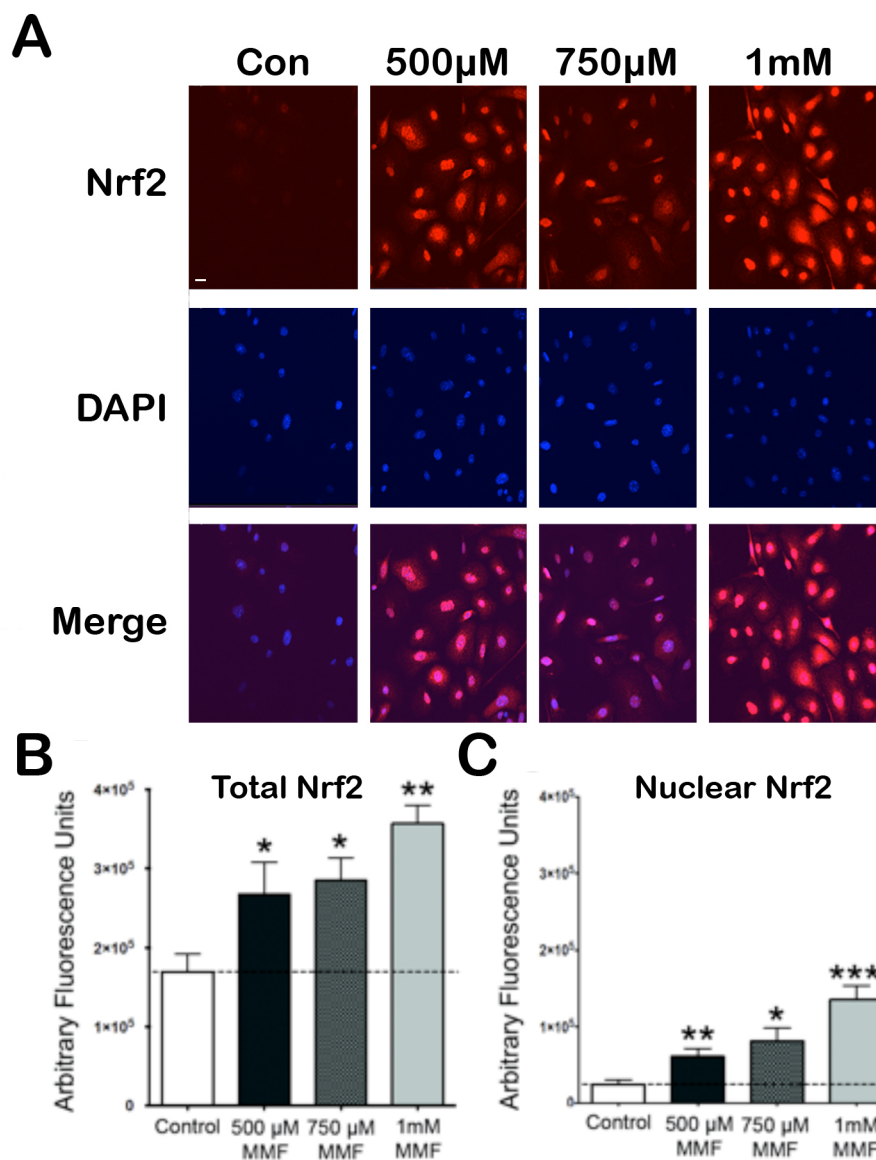 A
Con 500µM 750µM 1mM
Nrf2
DAPI
Merge
B
Total Nrf2
Arbitrary Fluorescence Units
4×10⁵
3×10⁵
2×10⁵
1×10⁵
0
*
*
**
Control
500 µM
MMF
750 µM
MMF
1mM
MMF
C
Nuclear Nrf2
Arbitrary Fluorescence Units
4×10⁵
3×10⁵
2×10⁵
1×10⁵
0
**
*
***
Control
500 µM
MMF
750 µM
MMF
1mM
MMF